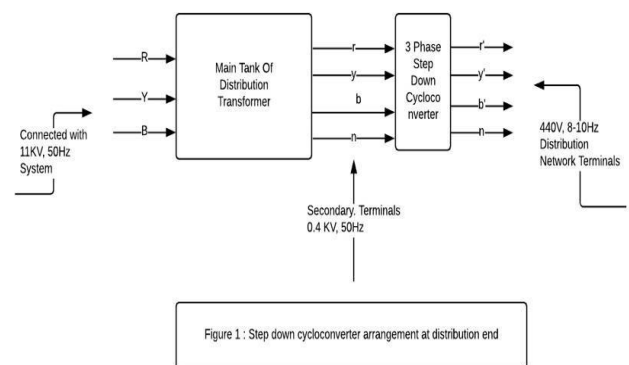 R
Y
B
Connected with
11KV, 50Hz
System
Main Tank Of
Distribution
Transformer
r
y
b
n
3 Phase
Step
Down
Cycloco
nverter
r'
y'
b'
n
440V, 8-10Hz
Distribution
Network Terminals
Secondary. Terminals
0.4 KV, 50Hz
Figure 1 : Step down cycloconverter arrangement at distribution end